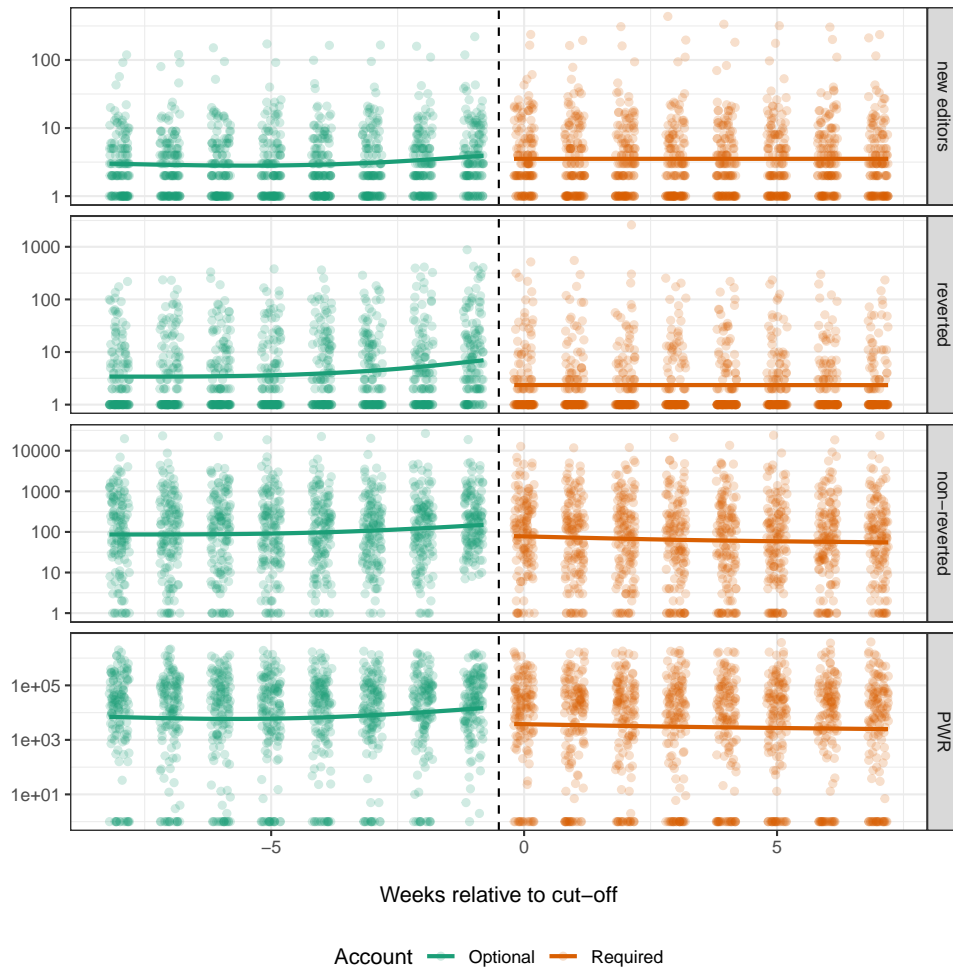 100
10
1
new editors
1000
100
10
1
reverted
10000
1000
100
10
1
non−reverted
1e+05
1e+03
1e+01
PWR
−5 0 5
Weeks relative to cut−off
Account Optional Required